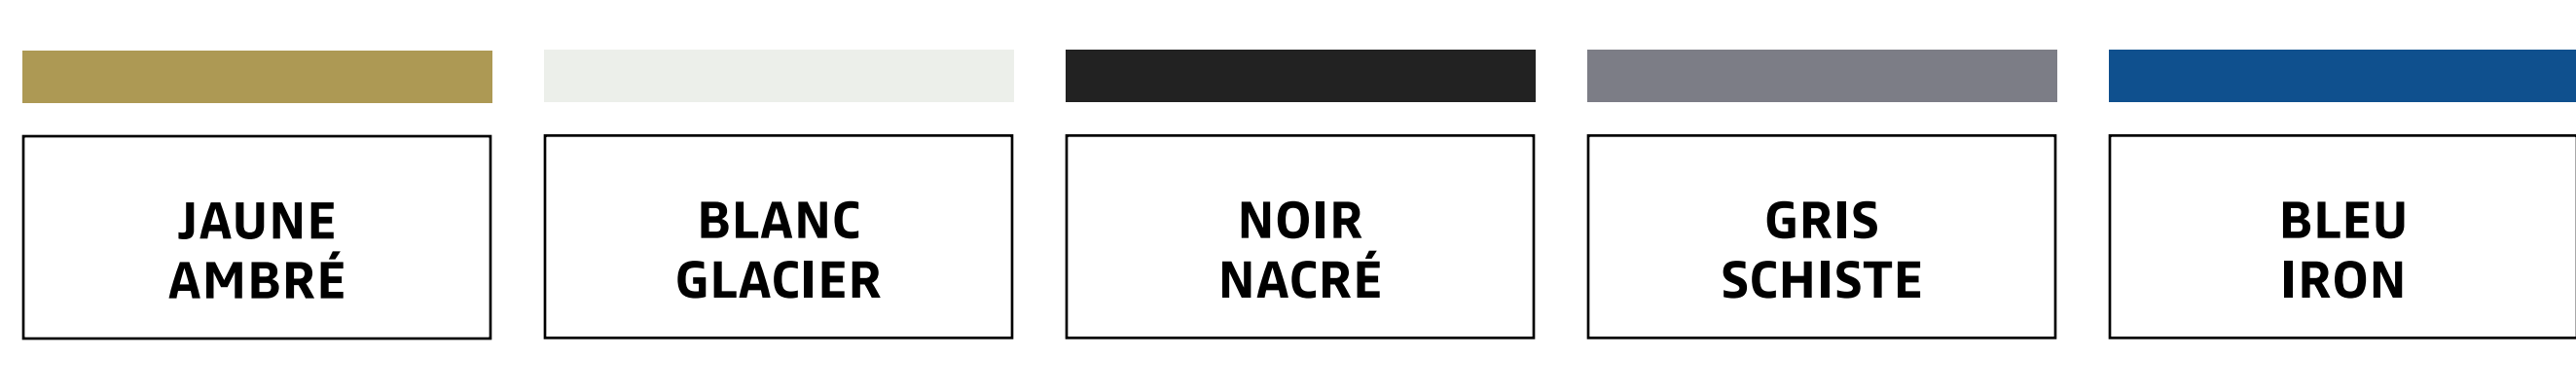 JAUNE
AMBRÉ
BLANC
GLACIER
NOIR
NACRÉ
GRIS
SCHISTE
BLEU
IRON